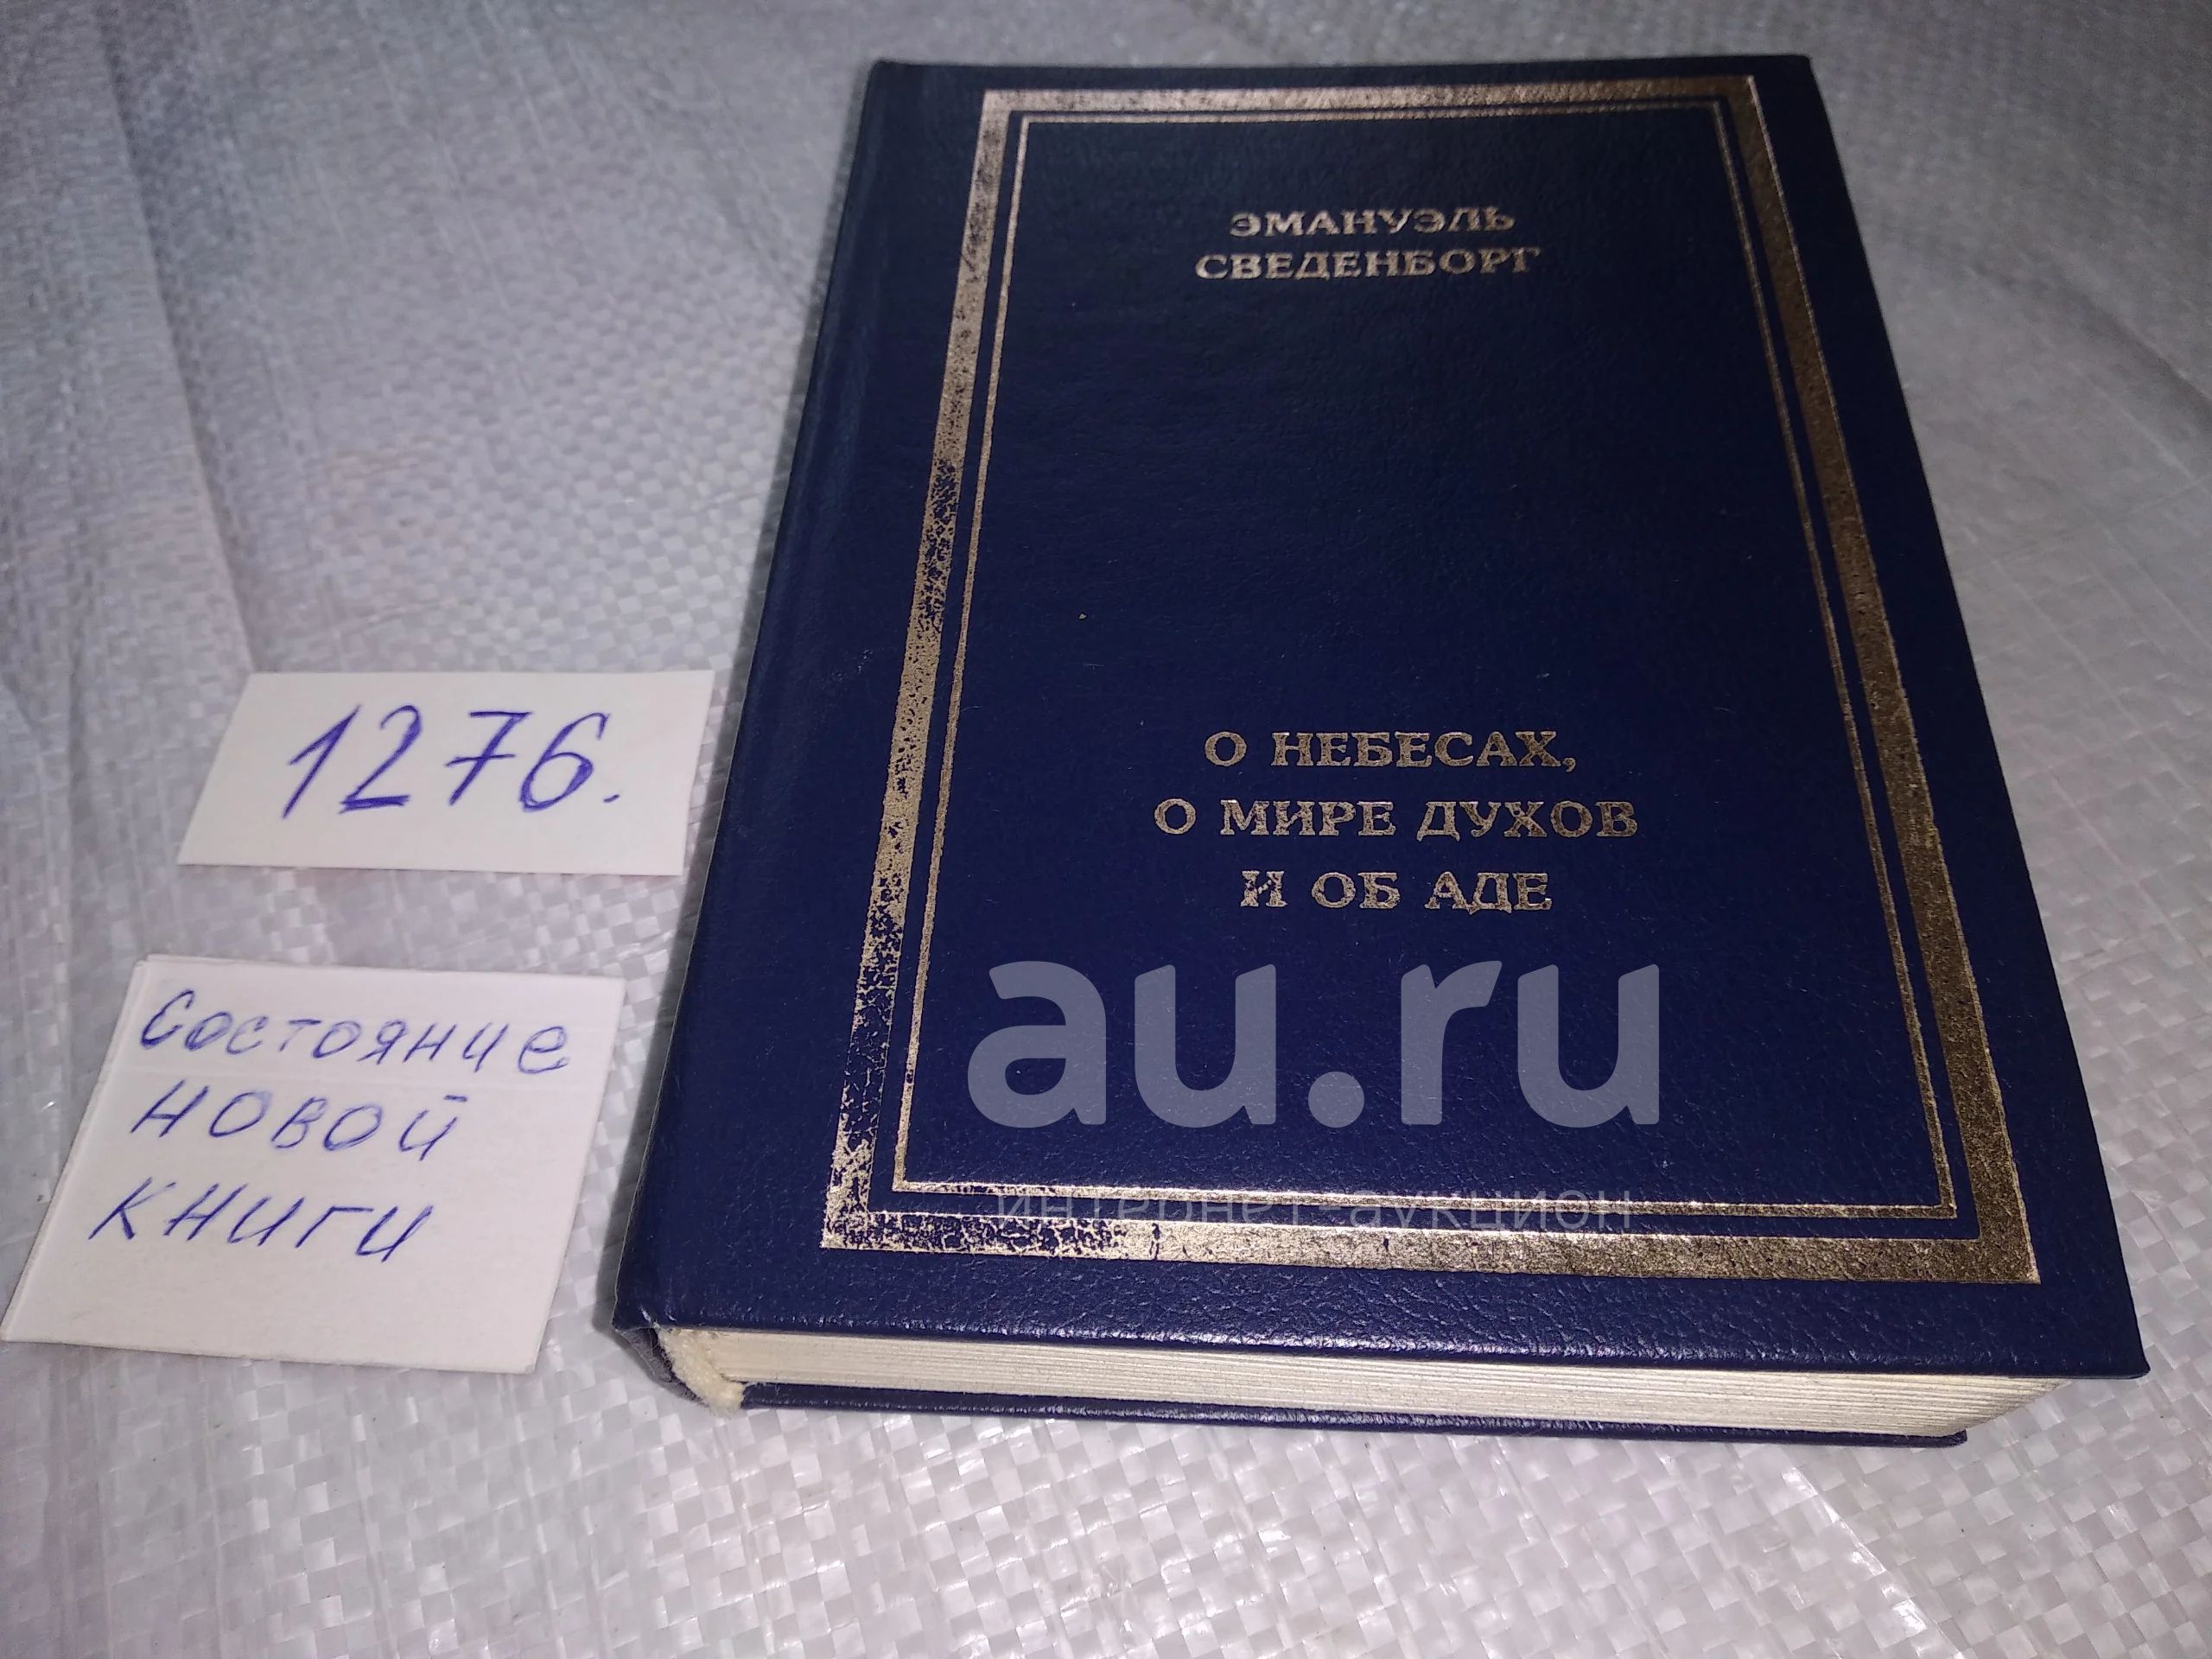 ЭМАНУЭЛЬ
СВЕДЕНБОРГ
О НЕБЕСАХ,
О МИРЕ ДУХОВ
И ОБ АДЕ
1276.
Состояние
новой
книги
au.ru
интернет-аукцион